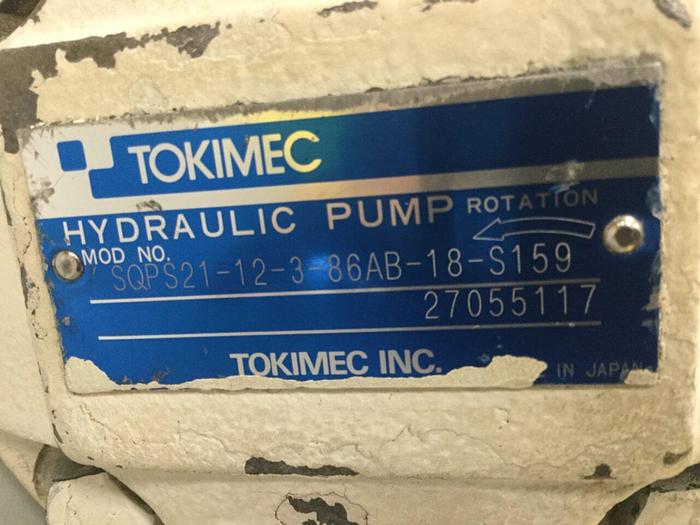 TOKIMEC
HYDRAULIC PUMP ROTATION
MOD NO.
SQPS21-12-3-86AB-18-S159
27055117
TOKIMEC INC.
IN JAPAN